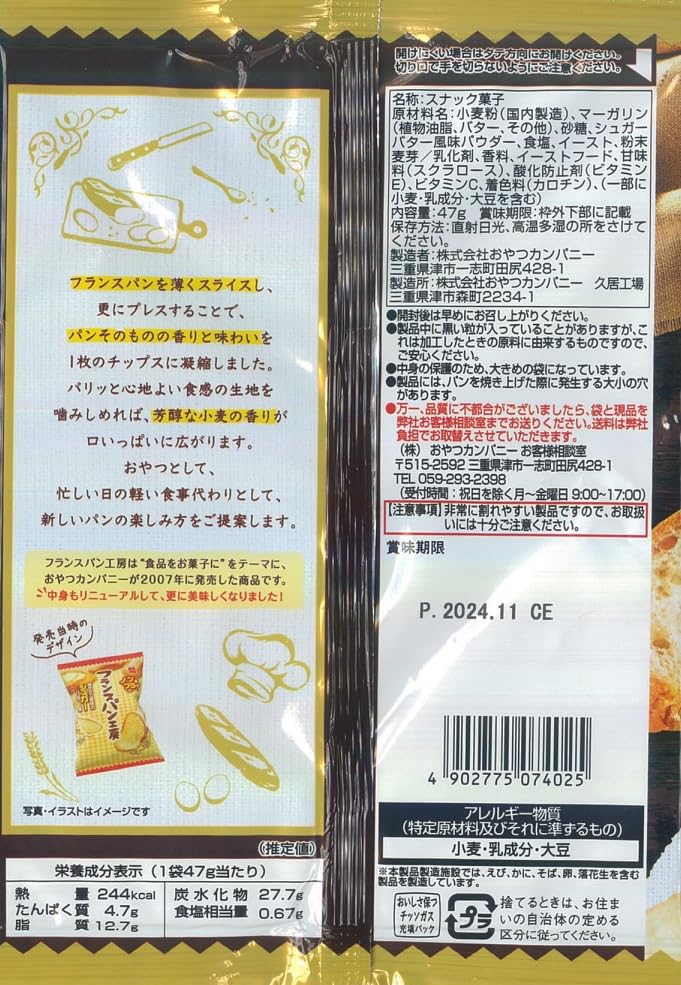 フランスパンを薄くスライスし、
更にプレスすることで、
パンそのものの香りと味わいを
1枚のチップスに凝縮しました。
パリッと心地よい食感の生地を
噛みしめれば、芳醇な小麦の香りが
口いっぱいに広がります。
おやつとして、
忙しい日の軽い食事代わりとして、
新しいパンの楽しみ方をご提案します。
フランスパン工房は“食品をお菓子に”をテーマに、
おやつカンパニーが2007年に発売した商品です。
中身もリニューアルして、更に美味しくなりました!
発売当時の
デザイン
フランスパン工房
写真・イラストはイメージです
(推定値)
栄養成分表示(1袋47g当たり)
熱量 244kcal 炭水化物 27.7g
たんぱく質 4.7g 食塩相当量 0.67g
脂質 12.7g
開けにくい場合はタテ方向にお開けください。
切り口で手を切らないようにご注意ください。
名称:スナック菓子
原材料名:小麦粉(国内製造)、マーガリン
(植物油脂、バター、その他)、砂糖、シュガー
バター風味パウダー、食塩、イースト、粉末
麦芽/乳化剤、香料、イーストフード、甘味
料(スクラロース)、酸化防止剤(ビタミン
E)、ビタミンC、着色料(カロチン)、(一部に
小麦・乳成分・大豆を含む)
内容量:47g 賞味期限:枠外下部に記載
保存方法:直射日光、高温多湿の所をさけて
ください。
製造者:株式会社おやつカンパニー
三重県津市一志町田尻428-1
製造所:株式会社おやつカンパニー 久居工場
三重県津市森町2234-1
●開封後は早めにお召し上がりください。
●製品中に黒い粒が入っていることがありますが、こ
れは加工したときの原料に由来するものですので、
ご安心ください。
●中身の保護のため、大きめの袋になっています。
●製品には、パンを焼き上げた際に発生する大小の穴
があります。
●万一、品質に不都合がございましたら、袋と現品を
弊社お客様相談室までお送りください。送料は弊社
負担でお取替えさせていただきます。
(株)おやつカンパニー お客様相談室
〒515-2592 三重県津市一志町田尻428-1
TEL 059-293-2398
(受付時間:祝日を除く月~金曜日 9:00~17:00)
【注意事項】非常に割れやすい製品ですので、お取扱
いには十分ご注意ください。
賞味期限
P. 2024.11 CE
4 902775 074025
アレルギー物質
(特定原材料及びそれに準ずるもの)
小麦・乳成分・大豆
※本製品製造施設では、えび、かに、そば、卵、落花生を含む
製品を製造しています。
おいしさ保つ
チッソガス
充填パック
プラ
捨てるときは、お住ま
いの自治体の定める
区分に従ってください。